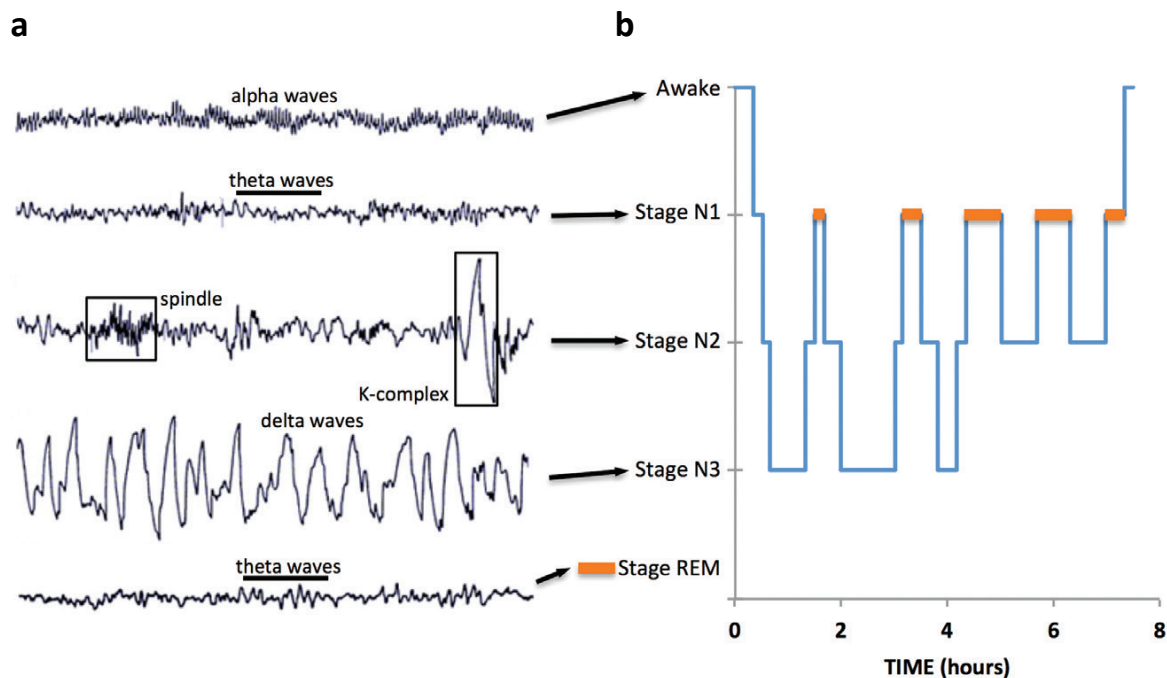 a
b
alpha waves
Awake
theta waves
Stage N1
spindle
Stage N2
K-complex
delta waves
Stage N3
theta waves
Stage REM
0 2 4 6 8
TIME (hours)